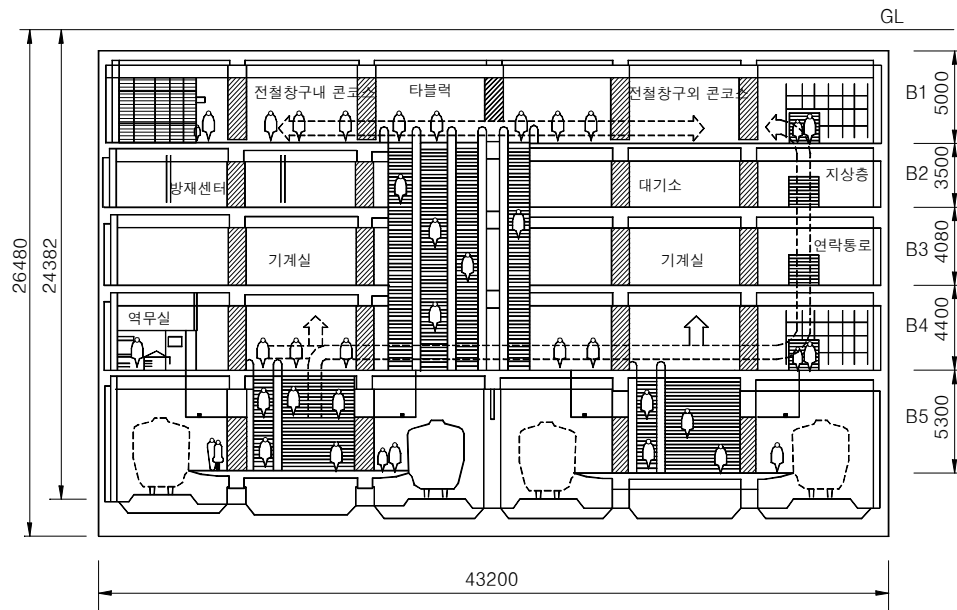 GL
전철창구내 콘코스
타블럭
전철창구외 콘코스
B1
5000
방재센터
대기소
지상층
B2
3500
기계실
기계실
연락통로
B3
4080
26480
24382
역무실
B4
4400
B5
5300
43200